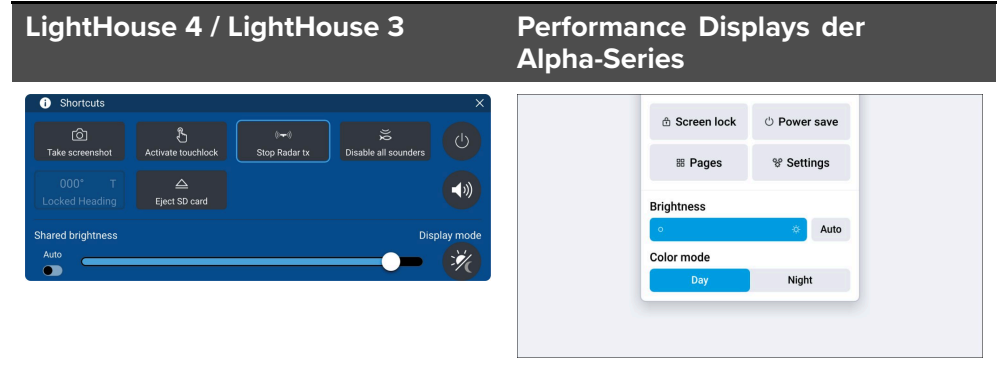 LightHouse 4 / LightHouse 3
Performance Displays der
Alpha-Series
Shortcuts
Take screenshot
Activate touchlock
Stop Radar tx
Disable all sounders
000° T
Locked Heading
Eject SD card
Shared brightness
Display mode
Auto
Screen lock
Power save
Pages
Settings
Brightness
Auto
Color mode
Day
Night